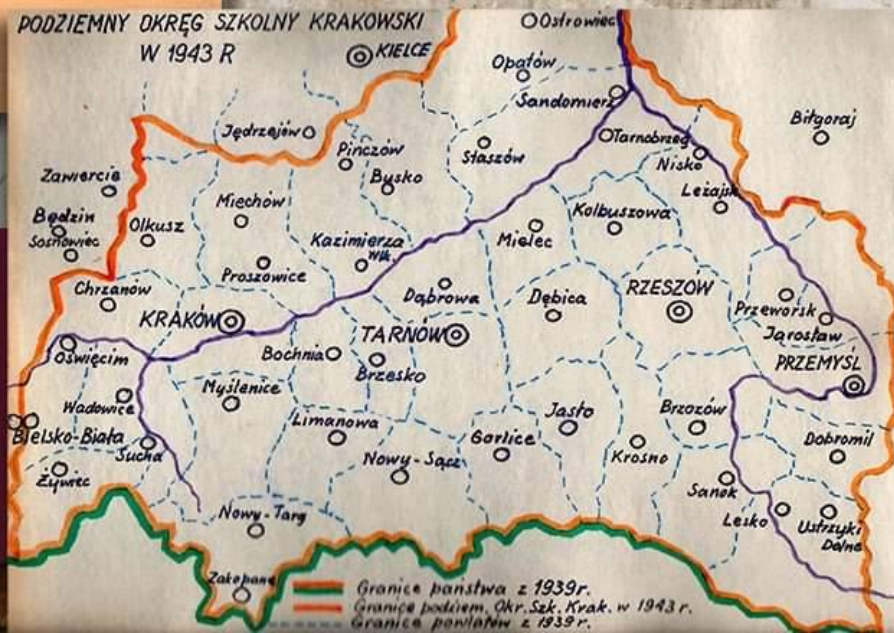 PODZIEMNY OKRĘG SZKOLNY KRAKOWSKI
W 1943 R
Ostrowiec
KIELCE
Opatów
Sandomierz
Biłgoraj
Jędrzejów
Tarnobrzeg
Pinczów
Staszów
Nisko
Zawiercie
Busko
Leżajsk
Miechów
Będzin
Olkusz
Kolbuszowa
Sosnowiec
Kazimierza
Wlk.
Mielec
Proszowice
Chrzanów
Dąbrowa
Dębica
RZESZÓW
Przeworsk
KRAKÓW
TARNÓW
Jarosław
Oświęcim
Bochnia
Brzesko
PRZEMYŚL
Myślenice
Wadowice
Jasło
Brzozów
Bielsko-Biała
Limanowa
Gorlice
Dobromil
Sucha
Krosno
Nowy-Sącz
Żywiec
Sanok
Lesko
Ustrzyki
Dolne
Nowy-Targ
Zakopane
Granice państwa z 1939r.
Granice podziem. Okr. Szk. Krak. w 1943 r.
Granice powiatów z 1939r.